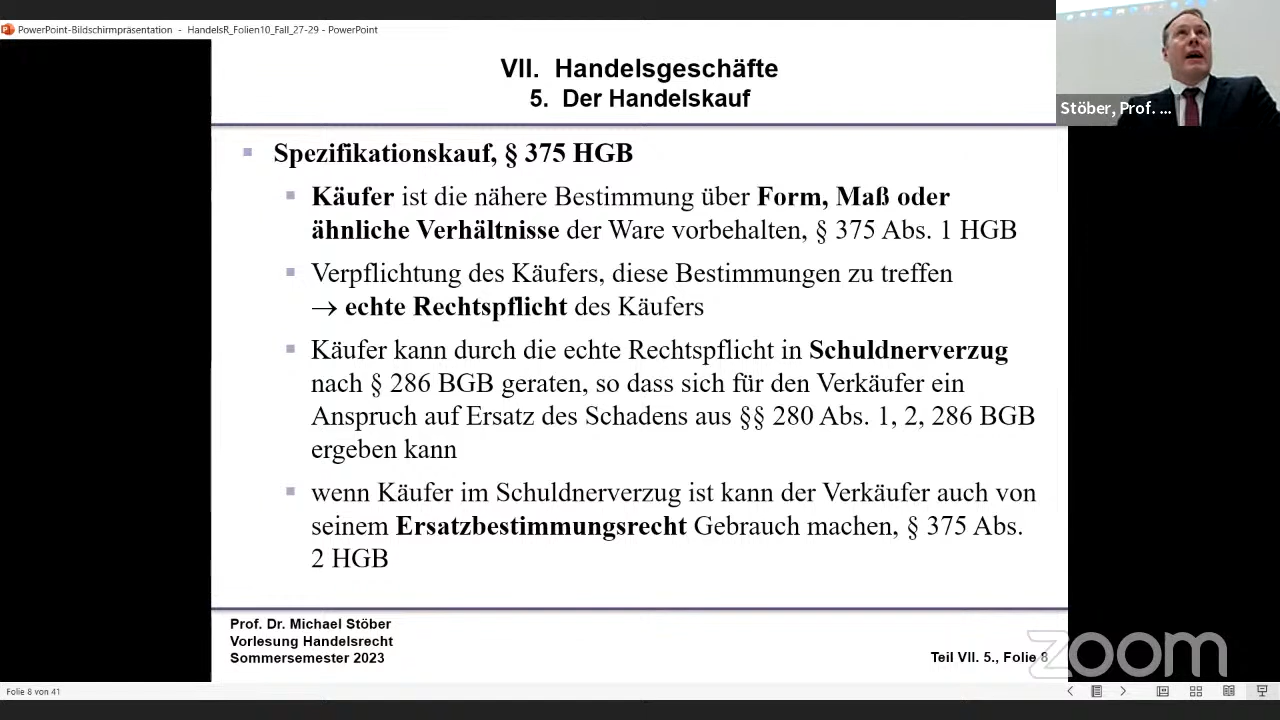 PowerPoint-Bildschirmpräsentation - HandelsR_Folien10_Fall_27-29 - PowerPoint
Stöber, Prof. ...
VII. Handelsgeschäfte
5. Der Handelskauf
Spezifikationskauf, § 375 HGB
Käufer ist die nähere Bestimmung über Form, Maß oder
ähnliche Verhältnisse der Ware vorbehalten, § 375 Abs. 1 HGB
Verpflichtung des Käufers, diese Bestimmungen zu treffen
→ echte Rechtspflicht des Käufers
Käufer kann durch die echte Rechtspflicht in Schuldnerverzug
nach § 286 BGB geraten, so dass sich für den Verkäufer ein
Anspruch auf Ersatz des Schadens aus §§ 280 Abs. 1, 2, 286 BGB
ergeben kann
wenn Käufer im Schuldnerverzug ist kann der Verkäufer auch von
seinem Ersatzbestimmungsrecht Gebrauch machen, § 375 Abs.
2 HGB
Prof. Dr. Michael Stöber
Vorlesung Handelsrecht
Sommersemester 2023
Teil VII. 5., Folie 8
zoom
Folie 8 von 41